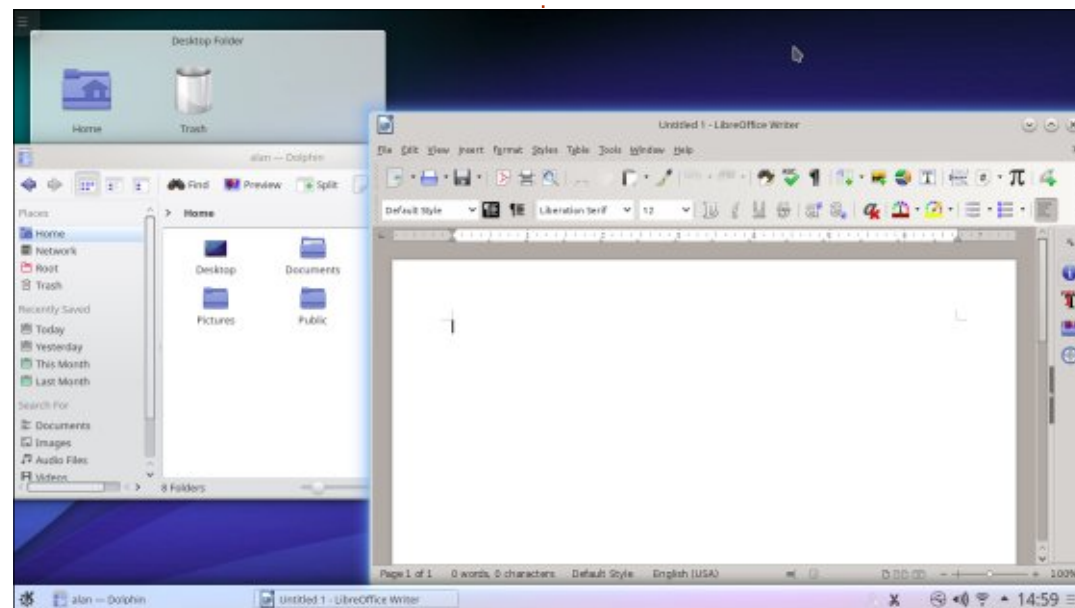 Desktop Folder
Home
Trash
alan — Dolphin
Find
Preview
Split
Places
Home
Network
Root
Trash
Recently Saved
Today
Yesterday
This Month
Last Month
Search For
Documents
Images
Audio Files
Videos
> Home
Desktop
Documents
Pictures
Public
8 Folders
Untitled 1 - LibreOffice Writer
File Edit View Insert Format Styles Table Tools Window Help
Default Style
Liberation Serif
12
Page 1 of 1
0 words, 0 characters
Default Style
English (USA)
100%
alan — Dolphin
Untitled 1 - LibreOffice Writer
14:59